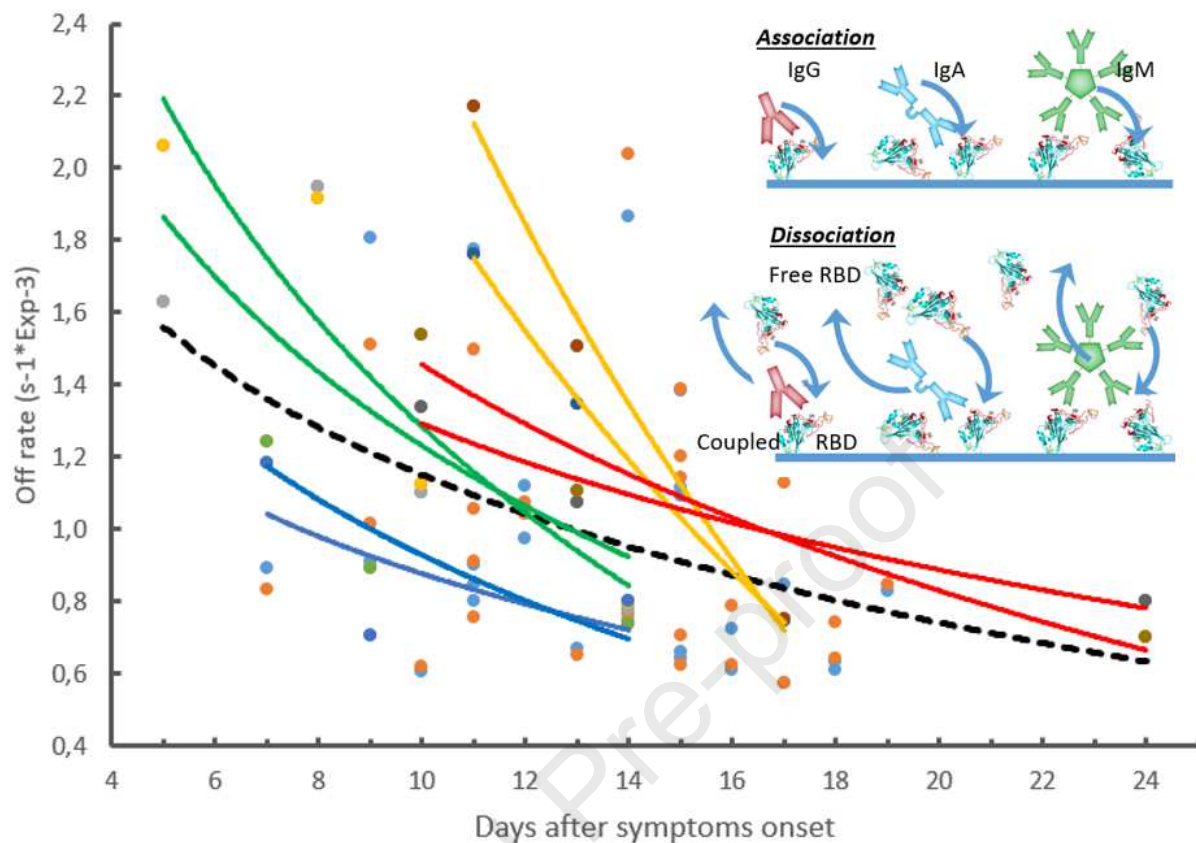 2,4
2,2
2,0
1,8
1,6
1,4
1,2
1,0
0,8
0,6
0,4
Off rate (s-1*Exp-3)
4 6 8 10 12 14 16 18 20 22 24
Days after symptoms onset
Association
IgG IgA IgM
Dissociation
Free RBD
Coupled RBD
Pre-proof